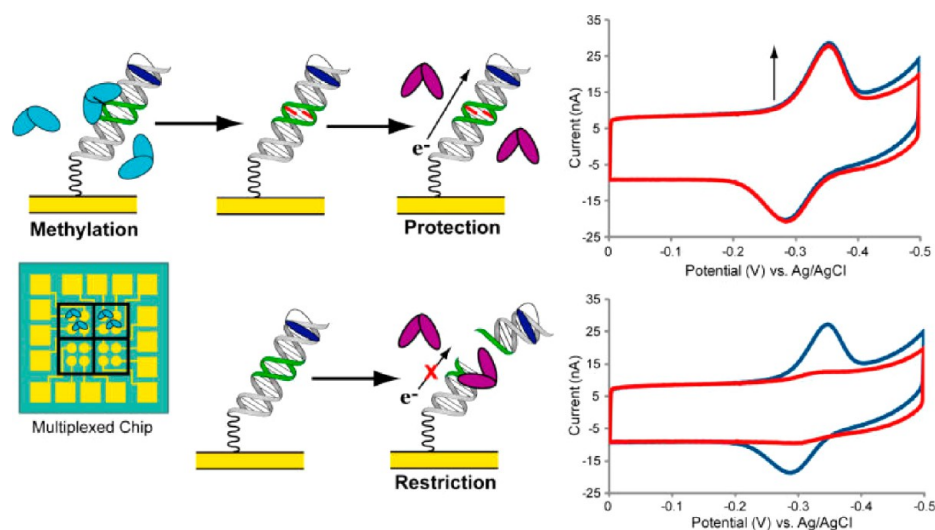 Methylation
e-
Protection
Multiplexed Chip
X
e-
Restriction
35
25
15
5
-5
-15
-25
Current (nA)
0 -0.1 -0.2 -0.3 -0.4 -0.5
Potential (V) vs. Ag/AgCl
35
25
15
5
-5
-15
-25
Current (nA)
0 -0.1 -0.2 -0.3 -0.4 -0.5
Potential (V) vs. Ag/AgCl